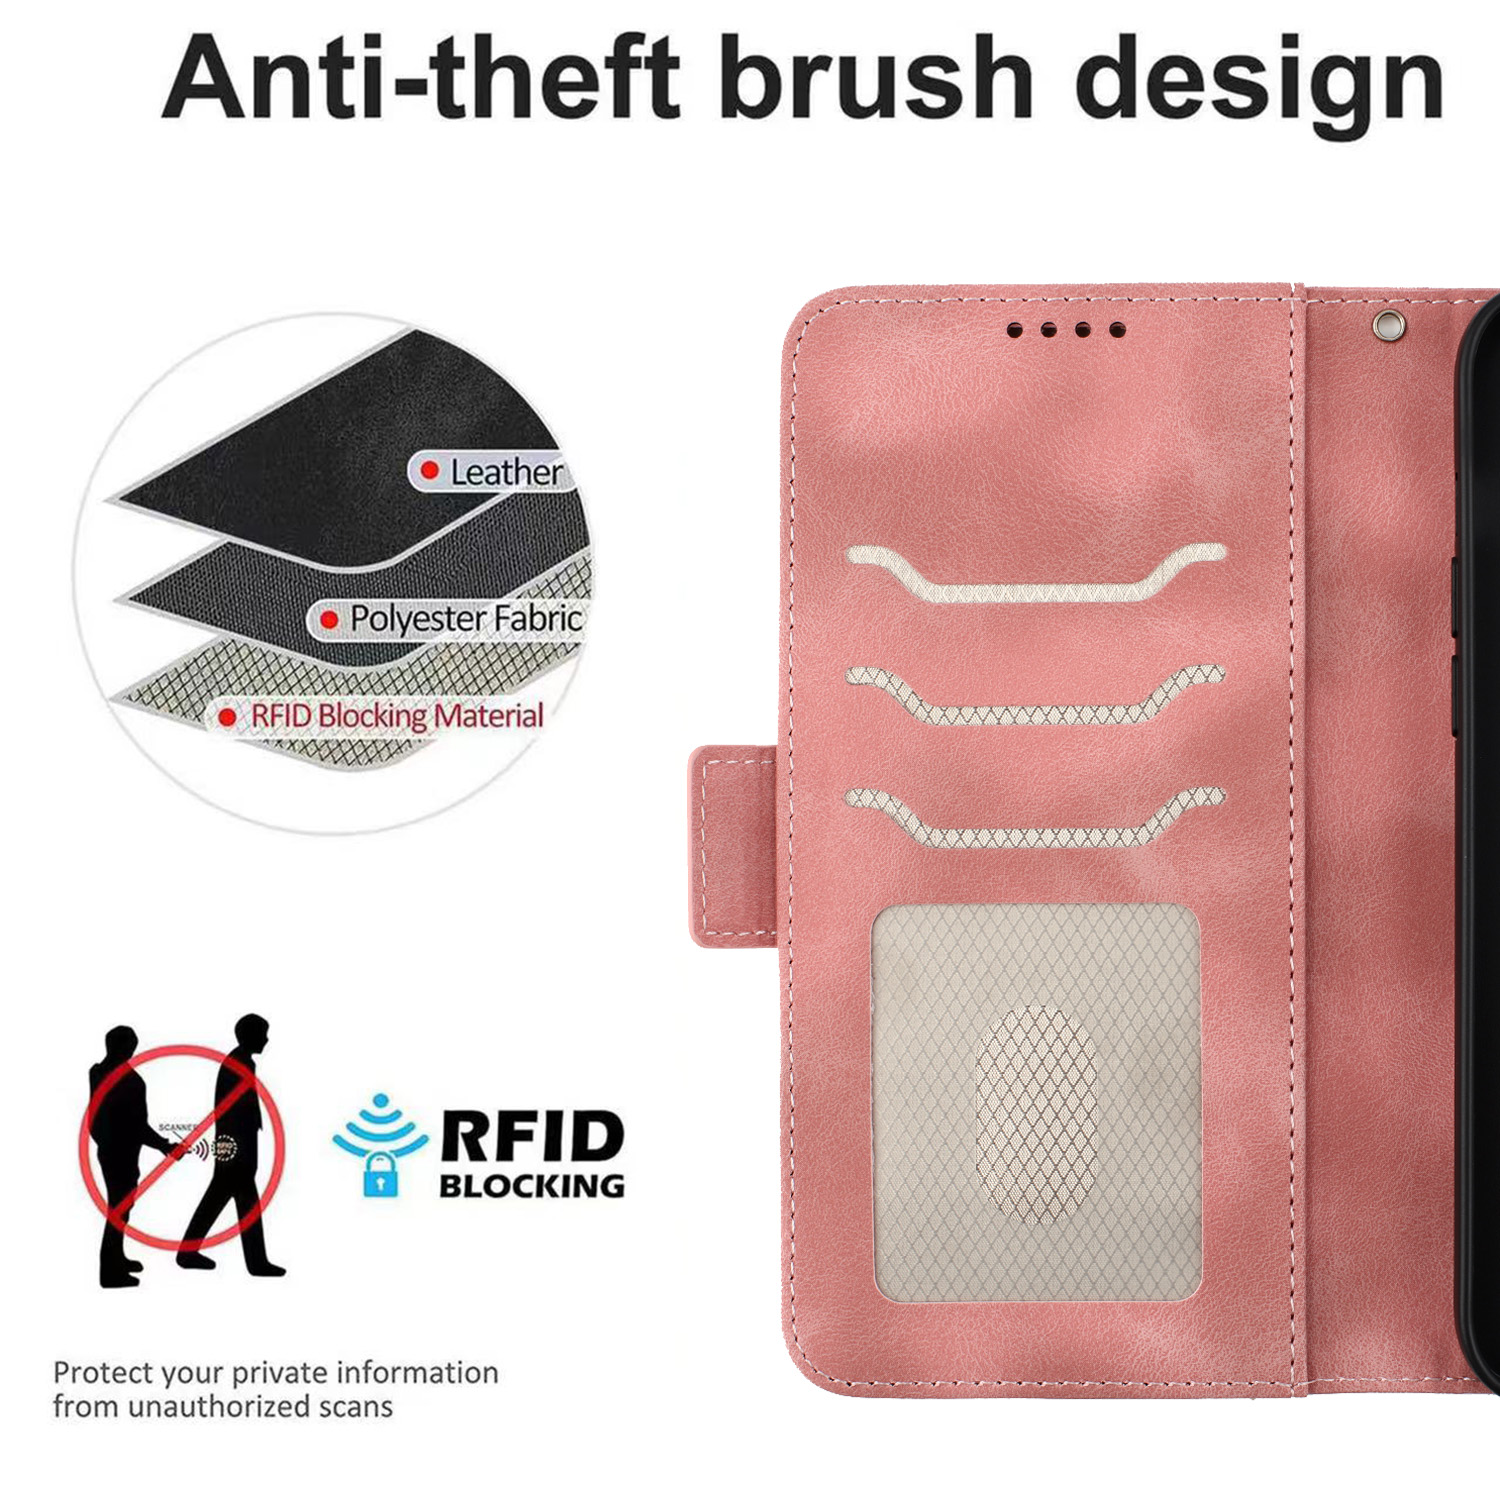 Anti-theft brush design
Leather
Polyester Fabric
RFID Blocking Material
SCANNER
RFID
BLOCKING
Protect your private information
from unauthorized scans